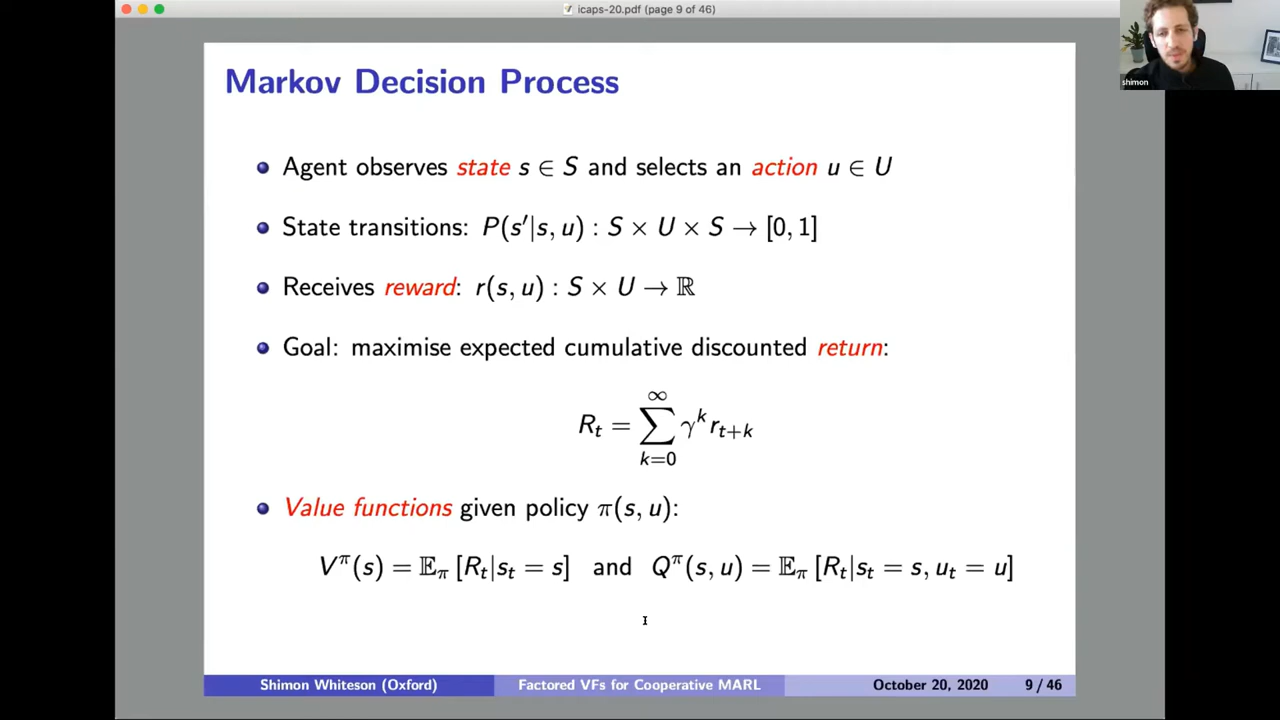 icaps-20.pdf (page 9 of 46)
shimon
Markov Decision Process
Agent observes state s ∈ S and selects an action u ∈ U
State transitions: P(s′|s, u) : S × U × S → [0, 1]
Receives reward: r(s, u) : S × U → ℝ
Goal: maximise expected cumulative discounted return:
R_t = ∑_{k=0}^{∞} γ^k r_{t+k}
Value functions given policy π(s, u):
V^π(s) = 𝔼_π [R_t|s_t = s] and Q^π(s, u) = 𝔼_π [R_t|s_t = s, u_t = u]
Shimon Whiteson (Oxford) Factored VFs for Cooperative MARL October 20, 2020 9 / 46